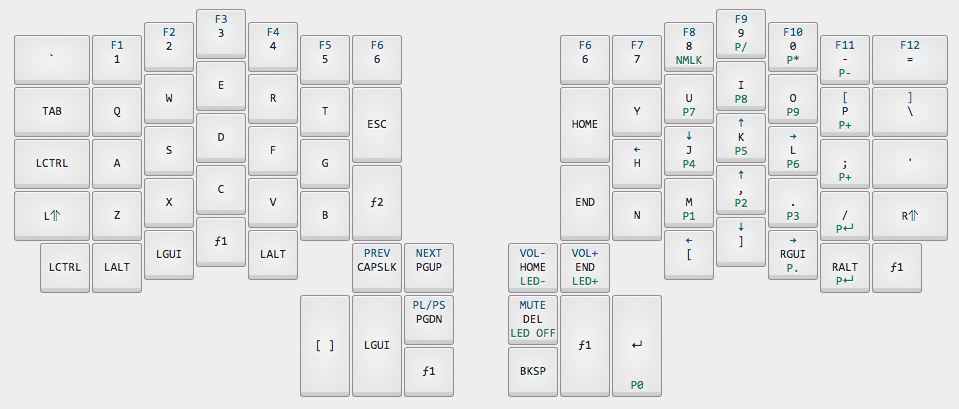 `
F1
1
F2
2
F3
3
F4
4
F5
5
F6
6
F6
6
F7
7
F8
8
NMLK
F9
9
P/
F10
0
P*
F11
-
P-
F12
=
TAB
Q
W
E
R
T
ESC
HOME
Y
U
P7
I
P8
O
P9
[
P
P+
]
\
LCTRL
A
S
D
F
G
←
H
↓
J
P4
↑
K
P5
→
L
P6
;
P+
'
L⇑
Z
X
C
V
B
ƒ2
END
N
M
P1
↑
,
P2
.
P3
/
P↵
R⇑
LCTRL
LALT
LGUI
ƒ1
LALT
PREV
CAPSLK
NEXT
PGUP
VOL-
HOME
LED-
VOL+
END
LED+
←
[
↓
]
→
RGUI
P.
RALT
P↵
ƒ1
[ ]
LGUI
PL/PS
PGDN
ƒ1
MUTE
DEL
LED OFF
BKSP
ƒ1
↵
P0